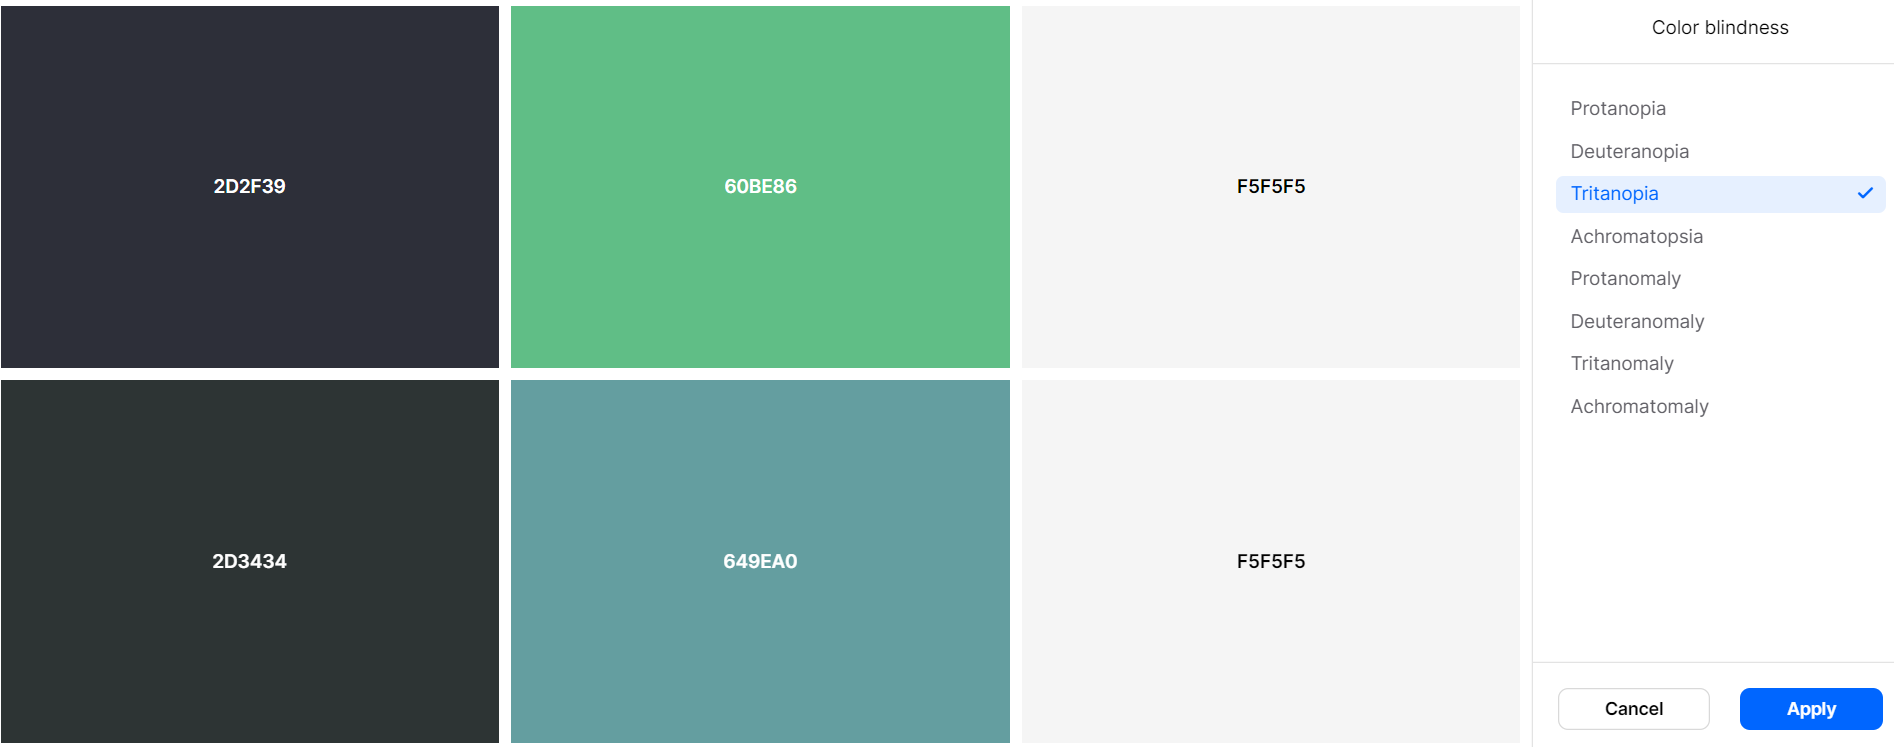 2D2F39
60BE86
F5F5F5
2D3434
649EA0
F5F5F5
Color blindness
Protanopia
Deuteranopia
Tritanopia
Achromatopsia
Protanomaly
Deuteranomaly
Tritanomaly
Achromatomaly
Cancel
Apply